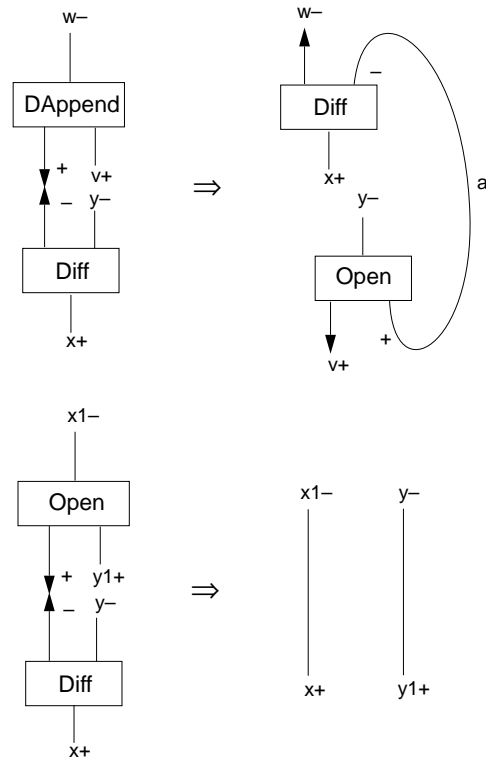 w–
DAppend
+
v+
–
y–
Diff
x+
⇒
w–
–
Diff
x+
y–
a
Open
+
v+
x1–
Open
+
y1+
–
y–
Diff
x+
⇒
x1–
y–
x+
y1+